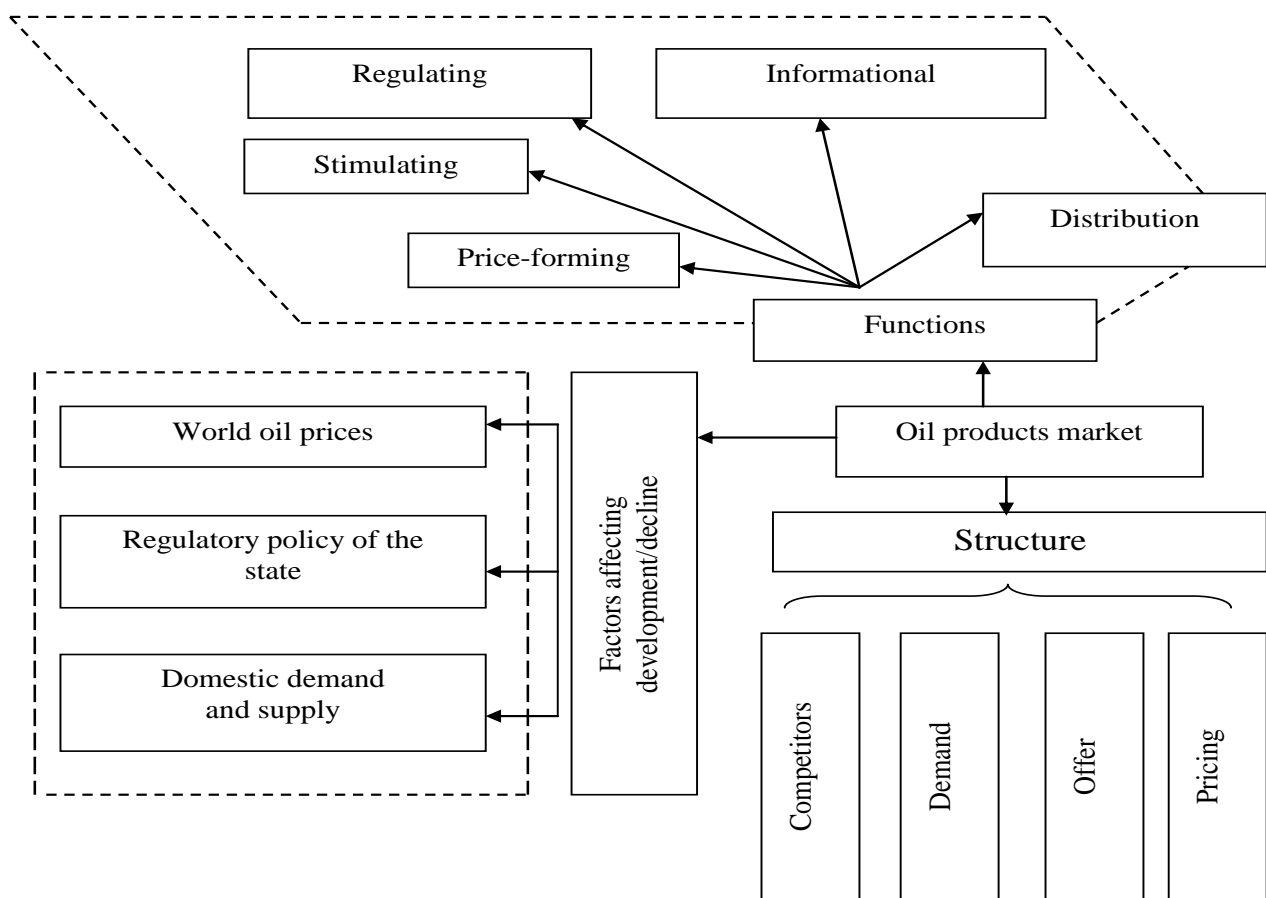 Regulating
Informational
Stimulating
Distribution
Price-forming
Functions
World oil prices
Regulatory policy of the
state
Domestic demand
and supply
Factors affecting
development/decline
Oil products market
Structure
Competitors
Demand
Offer
Pricing